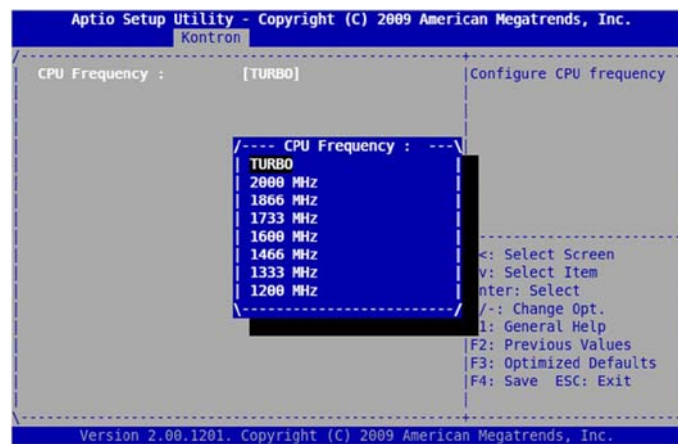 Aptio Setup Utility - Copyright (C) 2009 American Megatrends, Inc.
Kontron
CPU Frequency : [TURBO]
Configure CPU frequency
CPU Frequency :
TURBO
2000 MHz
1866 MHz
1733 MHz
1600 MHz
1466 MHz
1333 MHz
1200 MHz
<: Select Screen
v: Select Item
nter: Select
/-: Change Opt.
1: General Help
F2: Previous Values
F3: Optimized Defaults
F4: Save ESC: Exit
Version 2.00.1201. Copyright (C) 2009 American Megatrends, Inc.